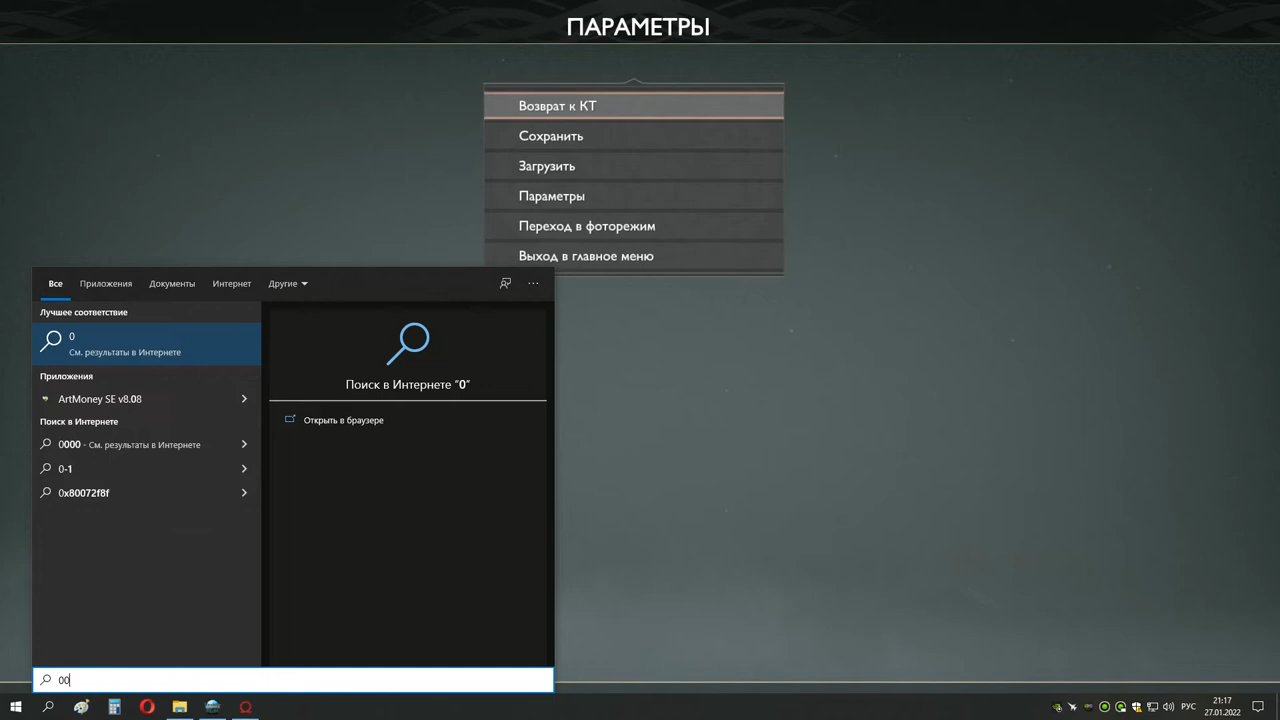 ПАРАМЕТРЫ
Возврат к КТ
Сохранить
Загрузить
Параметры
Переход в фоторежим
Выход в главное меню
Все Приложения Документы Интернет Другие
Лучшее соответствие
0
См. результаты в Интернете
Приложения
ArtMoney SE v8.08
Поиск в Интернете
0000 - См. результаты в Интернете
0-1
0x80072f8f
Поиск в Интернете "0"
Открыть в браузере
00
РУС
21:17
27.01.2022